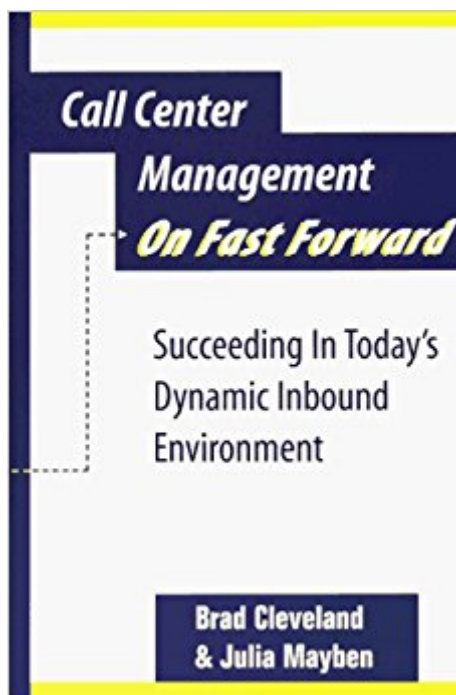 Call Center
Management
On Fast Forward
Succeeding In Today's
Dynamic Inbound
Environment
Brad Cleveland
& Julia Mayben